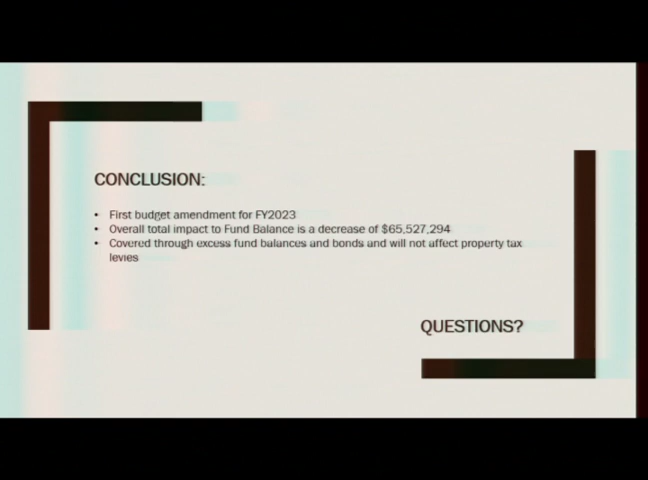 CONCLUSION:
• First budget amendment for FY2023
• Overall total impact to Fund Balance is a decrease of $65,527,294
• Covered through excess fund balances and bonds and will not affect property tax
levies
QUESTIONS?